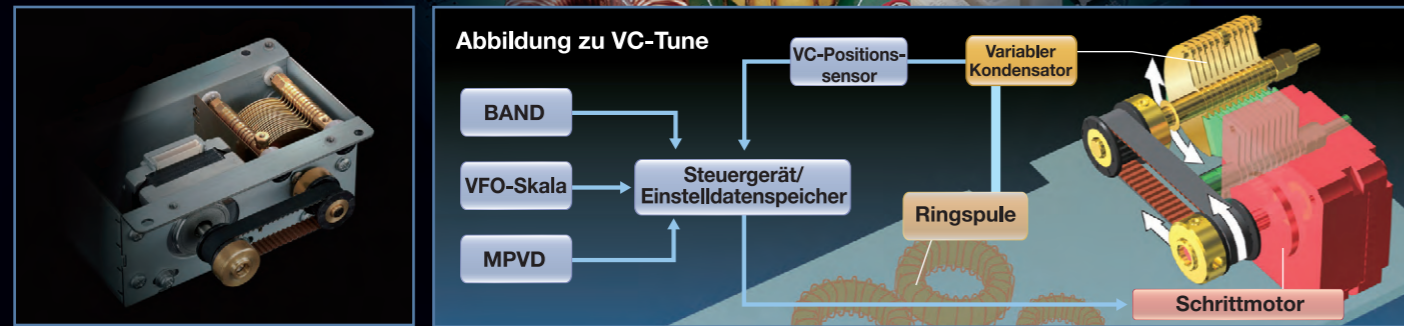 Abbildung zu VC-Tune
VC-Positions-
sensor
Variabler
Kondensator
BAND
VFO-Skala
MPVD
Steuergerät/
Einstelldatenspeicher
Ringspule
Schrittmotor